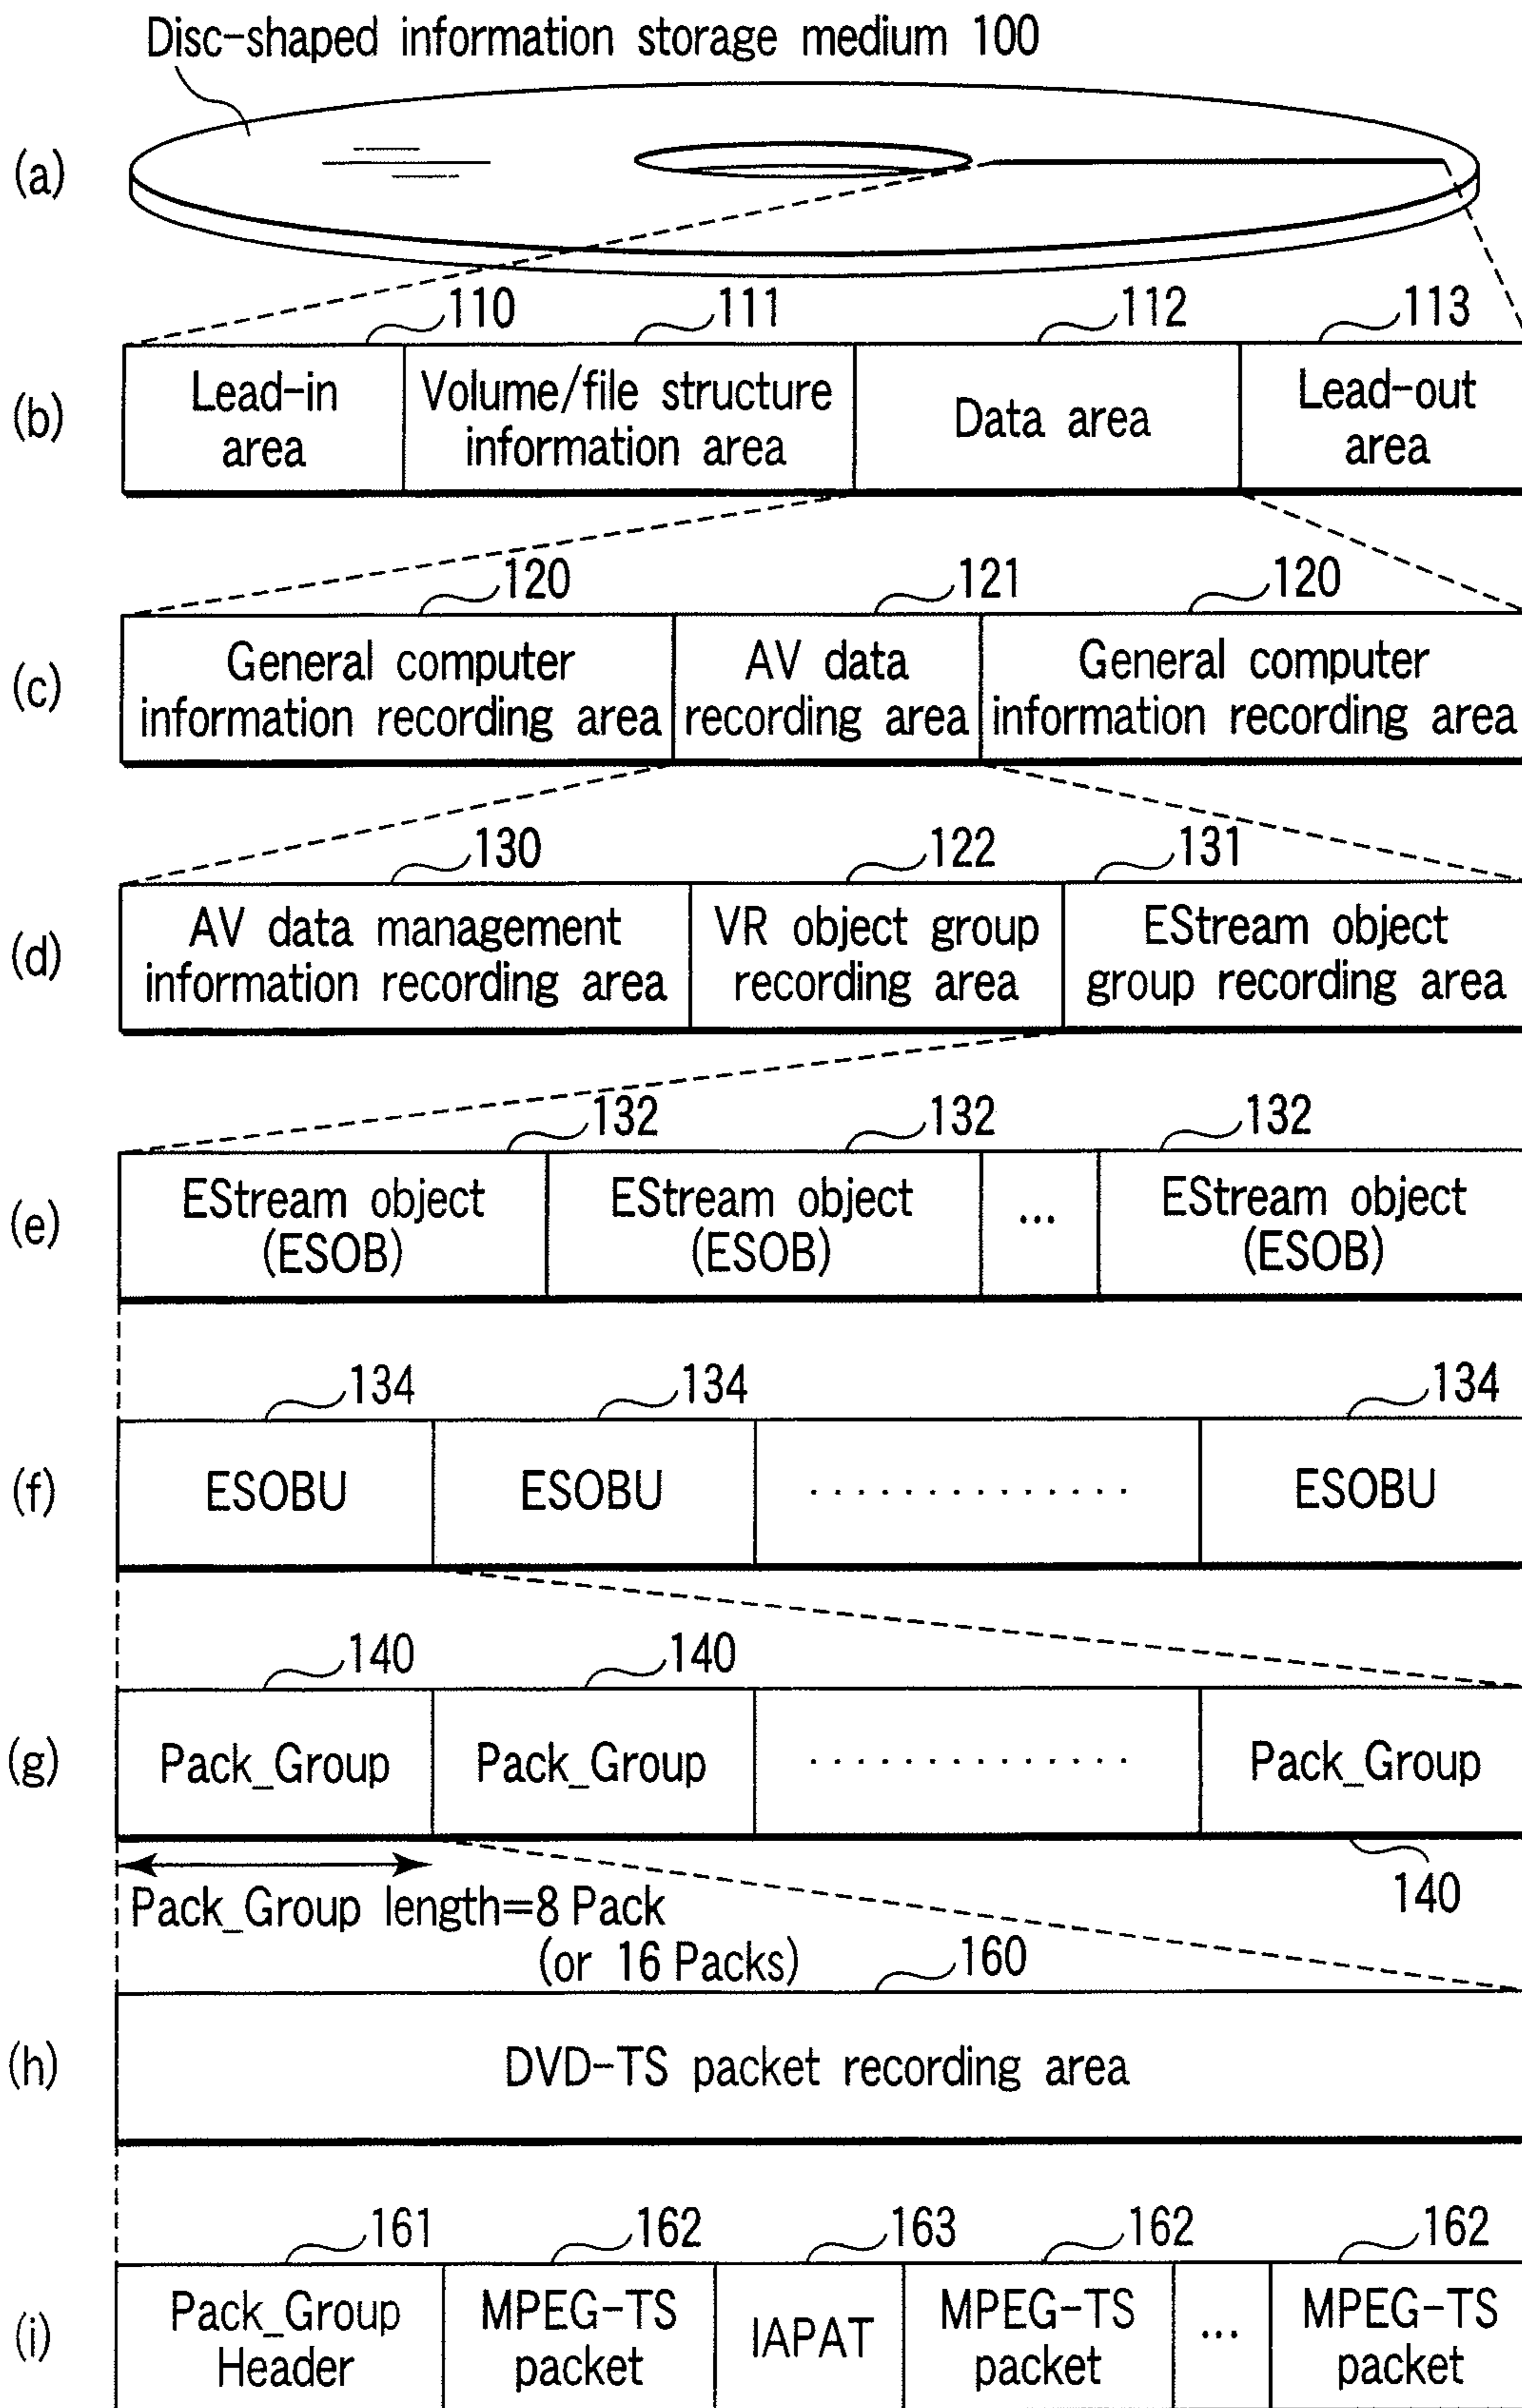 Disc-shaped information storage medium 100
(a)
110 111 112 113
(b)
Lead-in
area
Volume/file structure
information area
Data area
Lead-out
area
120 121 120
(c)
General computer
information recording area
AV data
recording area
General computer
information recording area
130 122 131
(d)
AV data management
information recording area
VR object group
recording area
EStream object
group recording area
132 132 132
(e)
EStream object
(ESOB)
EStream object
(ESOB)
...
EStream object
(ESOB)
134 134 134
(f)
ESOBU
ESOBU
..............
ESOBU
140 140
(g)
Pack_Group
Pack_Group
..............
Pack_Group
140
Pack_Group length=8 Pack
(or 16 Packs)
160
(h)
DVD-TS packet recording area
161 162 163 162 162
(i)
Pack_Group
Header
MPEG-TS
packet
IAPAT
MPEG-TS
packet
...
MPEG-TS
packet